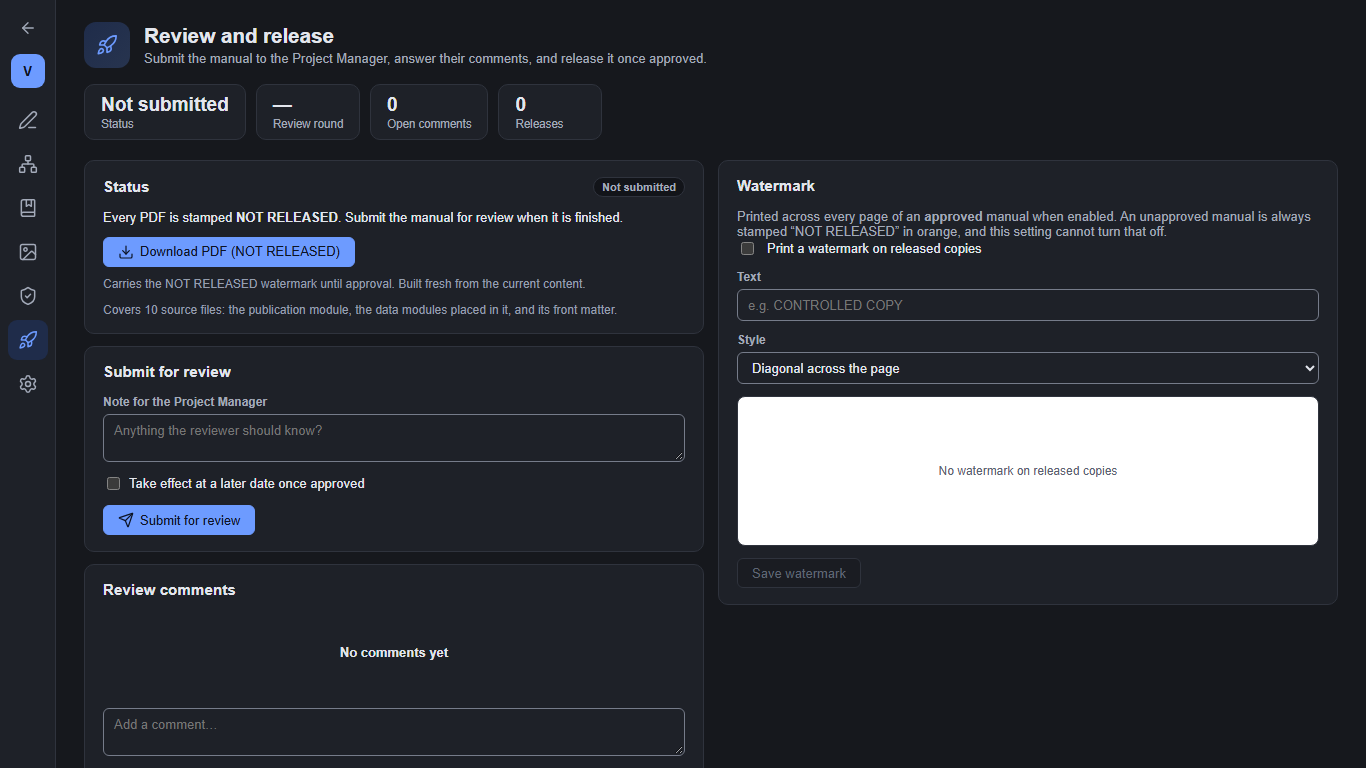 V
Review and release
Submit the manual to the Project Manager, answer their comments, and release it once approved.
Not submitted
Status
—
Review round
0
Open comments
0
Releases
Status
Not submitted
Every PDF is stamped NOT RELEASED. Submit the manual for review when it is finished.
Download PDF (NOT RELEASED)
Carries the NOT RELEASED watermark until approval. Built fresh from the current content.
Covers 10 source files: the publication module, the data modules placed in it, and its front matter.
Submit for review
Note for the Project Manager
Anything the reviewer should know?
Take effect at a later date once approved
Submit for review
Review comments
No comments yet
Add a comment…
Watermark
Printed across every page of an approved manual when enabled. An unapproved manual is always
stamped “NOT RELEASED” in orange, and this setting cannot turn that off.
Print a watermark on released copies
Text
e.g. CONTROLLED COPY
Style
Diagonal across the page
No watermark on released copies
Save watermark